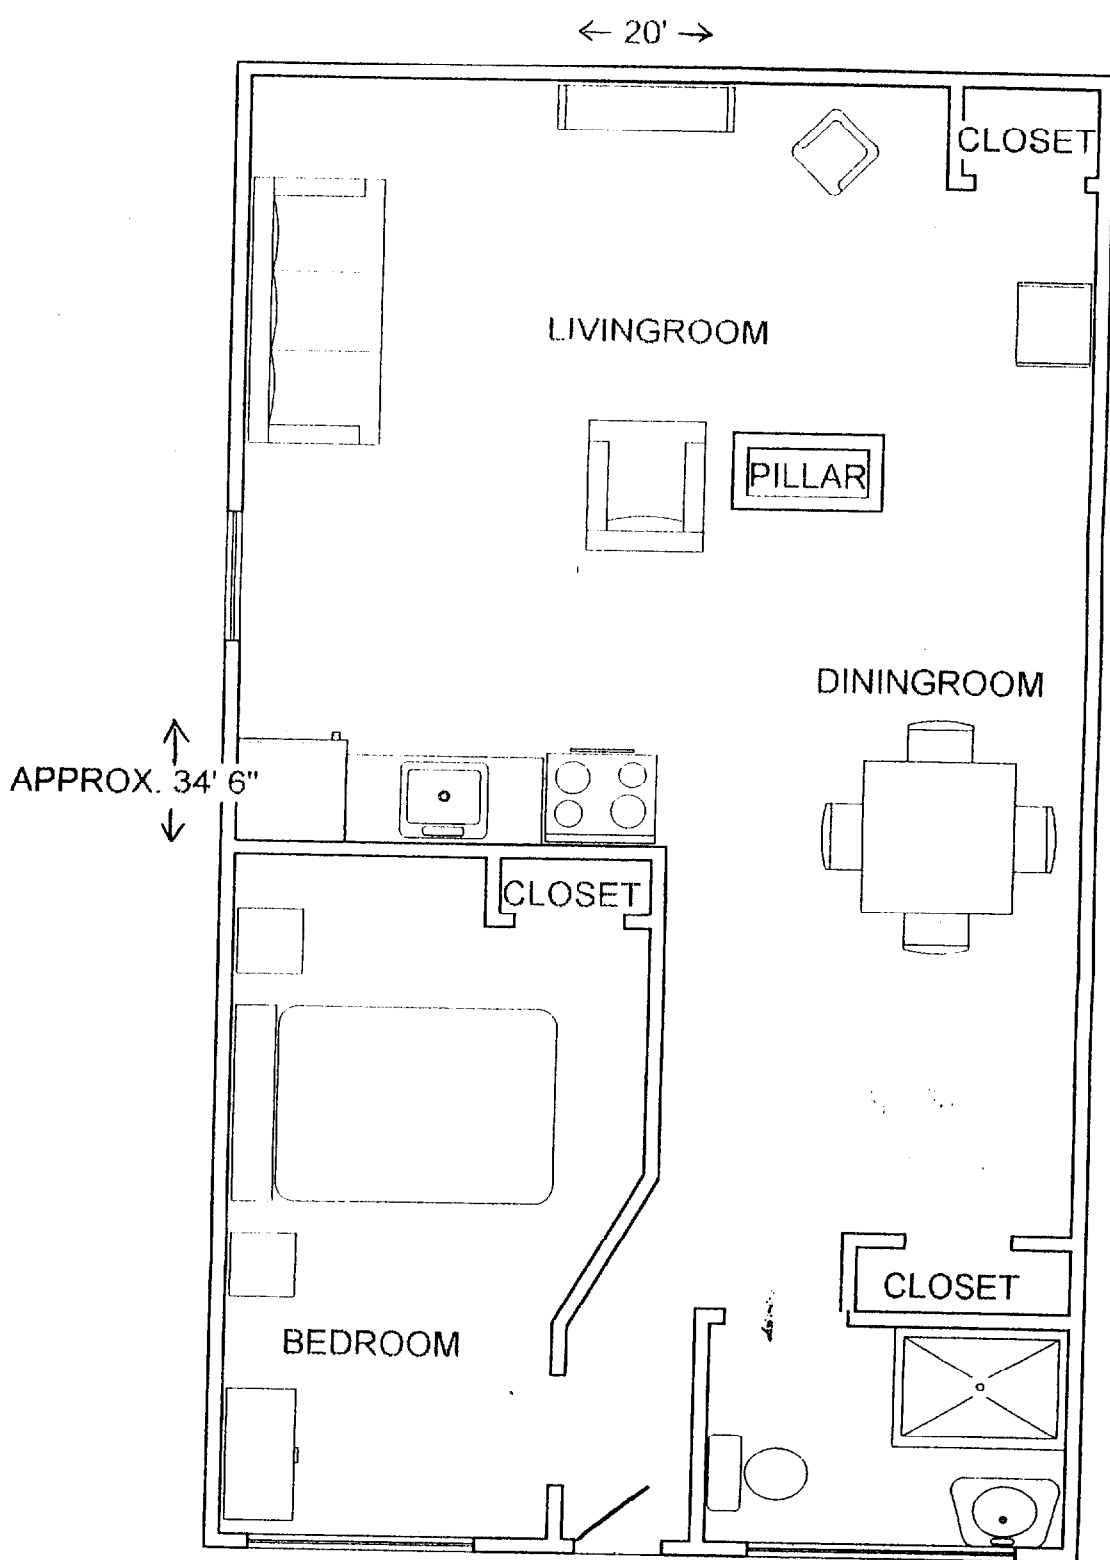 ← 20' →
CLOSET
LIVINGROOM
PILLAR
DININGROOM
APPROX. 34' 6"
CLOSET
CLOSET
BEDROOM